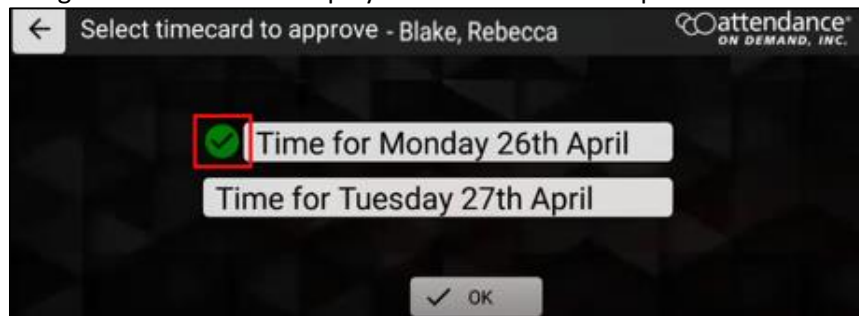 Select timecard to approve - Blake, Rebecca
attendance
ON DEMAND, INC.
Time for Monday 26th April
Time for Tuesday 27th April
OK